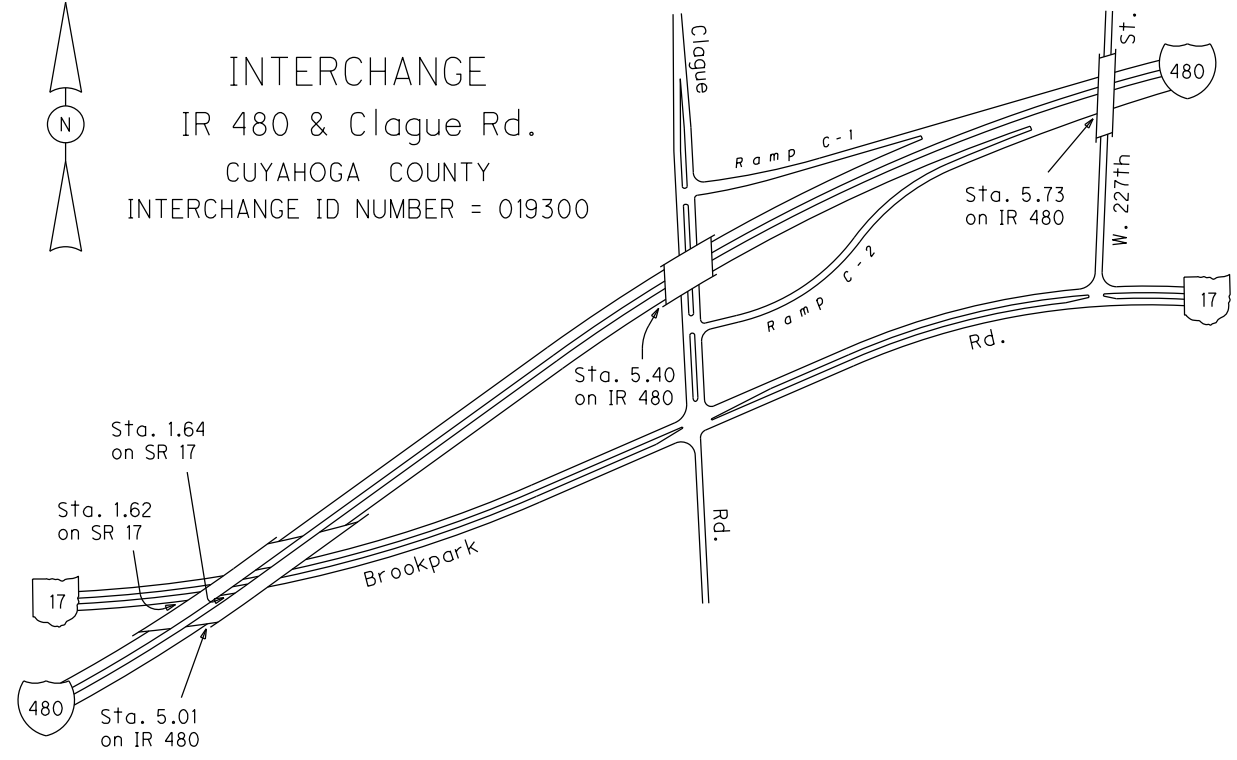 INTERCHANGE
IR 480 & Clague Rd.
CUYAHOGA COUNTY
INTERCHANGE ID NUMBER = 019300
N
Clague
St.
480
Ramp C-1
Sta. 5.73
on IR 480
W. 227th
Ramp C-2
17
Rd.
Sta. 5.40
on IR 480
Sta. 1.64
on SR 17
Sta. 1.62
on SR 17
Rd.
Brookpark
17
480
Sta. 5.01
on IR 480